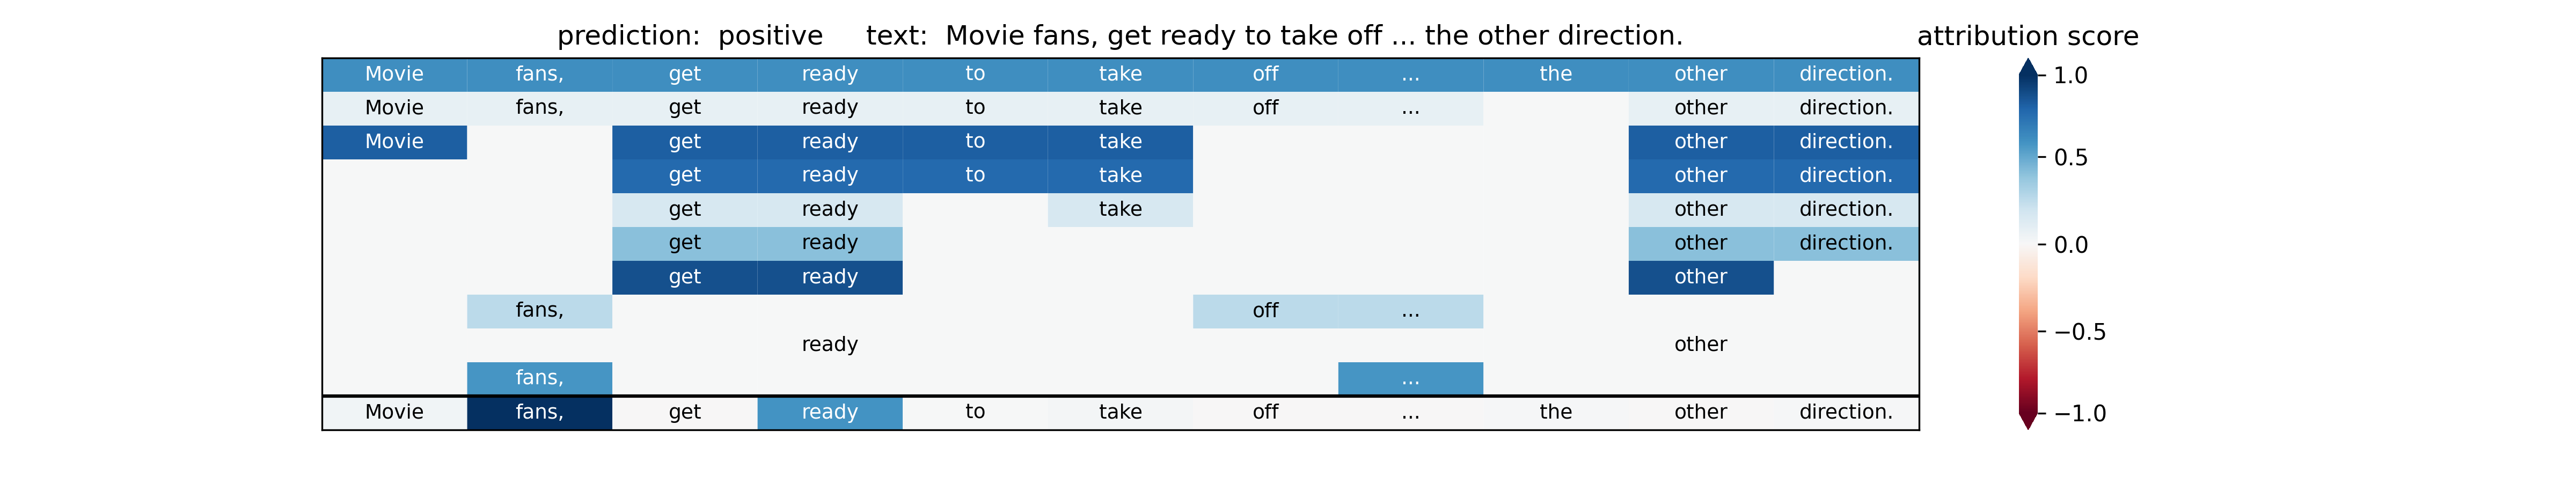 prediction: positive text: Movie fans, get ready to take off ... the other direction.
attribution score
Movie fans, get ready to take off ... the other direction.
Movie fans, get ready to take off ... other direction.
Movie get ready to take other direction.
get ready to take other direction.
get ready take other direction.
get ready other direction.
get ready other
fans, off ...
ready other
fans, ...
Movie fans, get ready to take off ... the other direction.
1.0
0.5
0.0
−0.5
−1.0